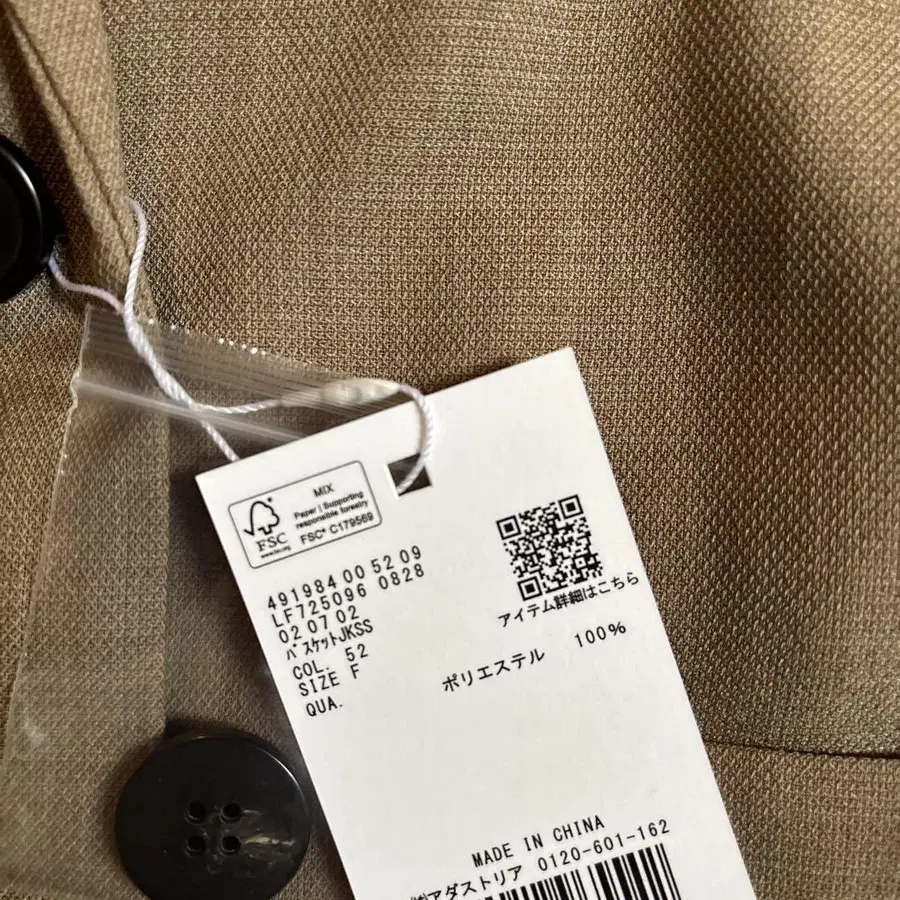 MIX
Paper | Supporting
responsible forestry
FSC® C179569
FSC
www.fsc.org
491984 00 52 09
LF725096 0828
02 07 02
ﾊﾞｽｹｯﾄJKSS
COL. 52
SIZE F
QUA.
アイテム詳細はこちら
ポリエステル 100%
MADE IN CHINA
㈱アダストリア 0120-601-162